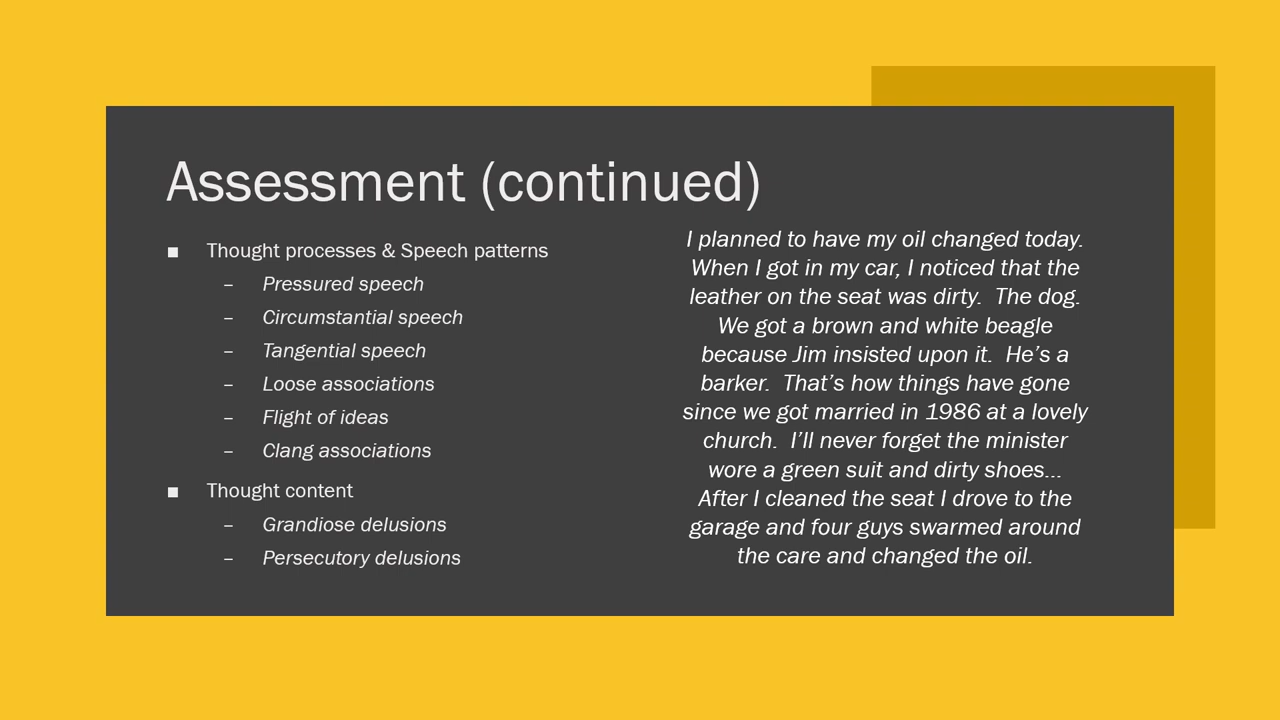 Assessment (continued)
■ Thought processes & Speech patterns
– Pressured speech
– Circumstantial speech
– Tangential speech
– Loose associations
– Flight of ideas
– Clang associations
■ Thought content
– Grandiose delusions
– Persecutory delusions
I planned to have my oil changed today.
When I got in my car, I noticed that the
leather on the seat was dirty.  The dog.
We got a brown and white beagle
because Jim insisted upon it.  He’s a
barker.  That’s how things have gone
since we got married in 1986 at a lovely
church.  I’ll never forget the minister
wore a green suit and dirty shoes...
After I cleaned the seat I drove to the
garage and four guys swarmed around
the care and changed the oil.